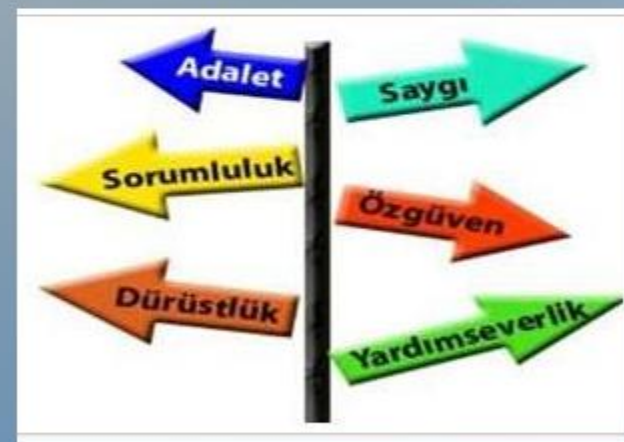 Adalet
Saygı
Sorumluluk
Özgüven
Dürüstlük
Yardımseverlik